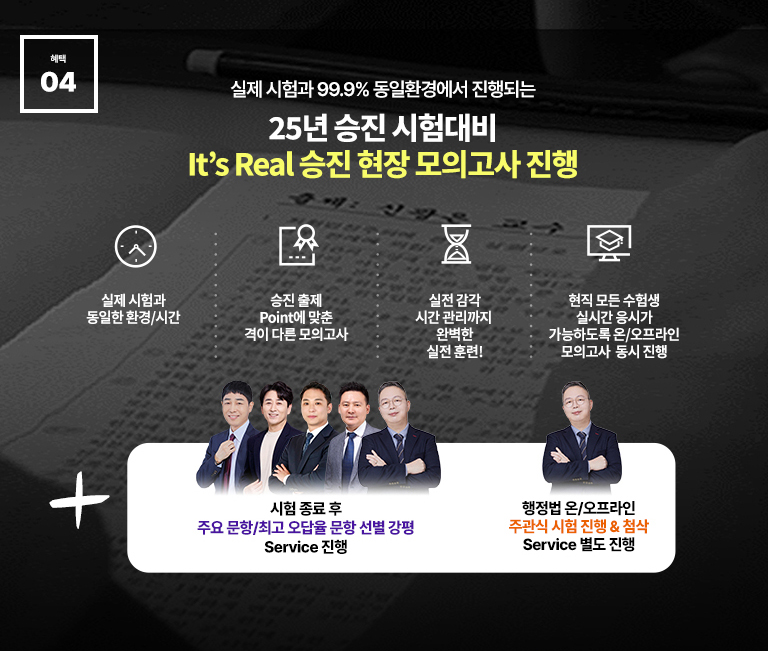 혜택
04
실제 시험과 99.9% 동일환경에서 진행되는
25년 승진 시험대비
It’s Real 승진 현장 모의고사 진행
실제 시험과
동일한 환경/시간
승진 출제
Point에 맞춘
격이 다른 모의고사
실전 감각
시간 관리까지
완벽한
실전 훈련!
현직 모든 수험생
실시간 응시가
가능하도록 온/오프라인
모의고사 동시 진행
시험 종료 후
주요 문항/최고 오답율 문항 선별 강평
Service 진행
행정법 온/오프라인
주관식 시험 진행 & 첨삭
Service 별도 진행